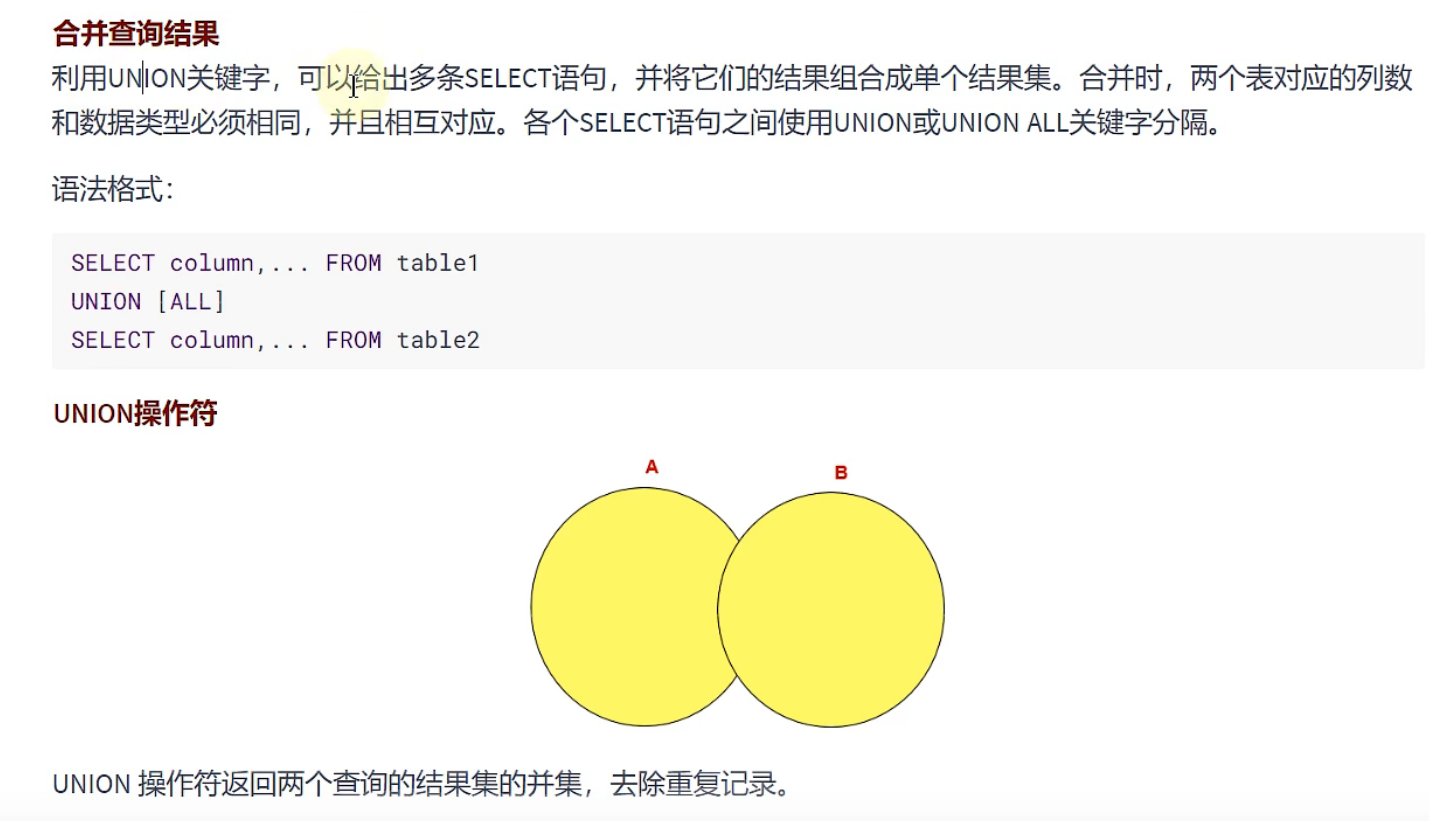 合并查询结果
利用UNION关键字，可以给出多条SELECT语句，并将它们的结果组合成单个结果集。合并时，两个表对应的列数
和数据类型必须相同，并且相互对应。各个SELECT语句之间使用UNION或UNION ALL关键字分隔。
语法格式：
SELECT column,... FROM table1
UNION [ALL]
SELECT column,... FROM table2
UNION操作符
A
B
UNION 操作符返回两个查询的结果集的并集，去除重复记录。